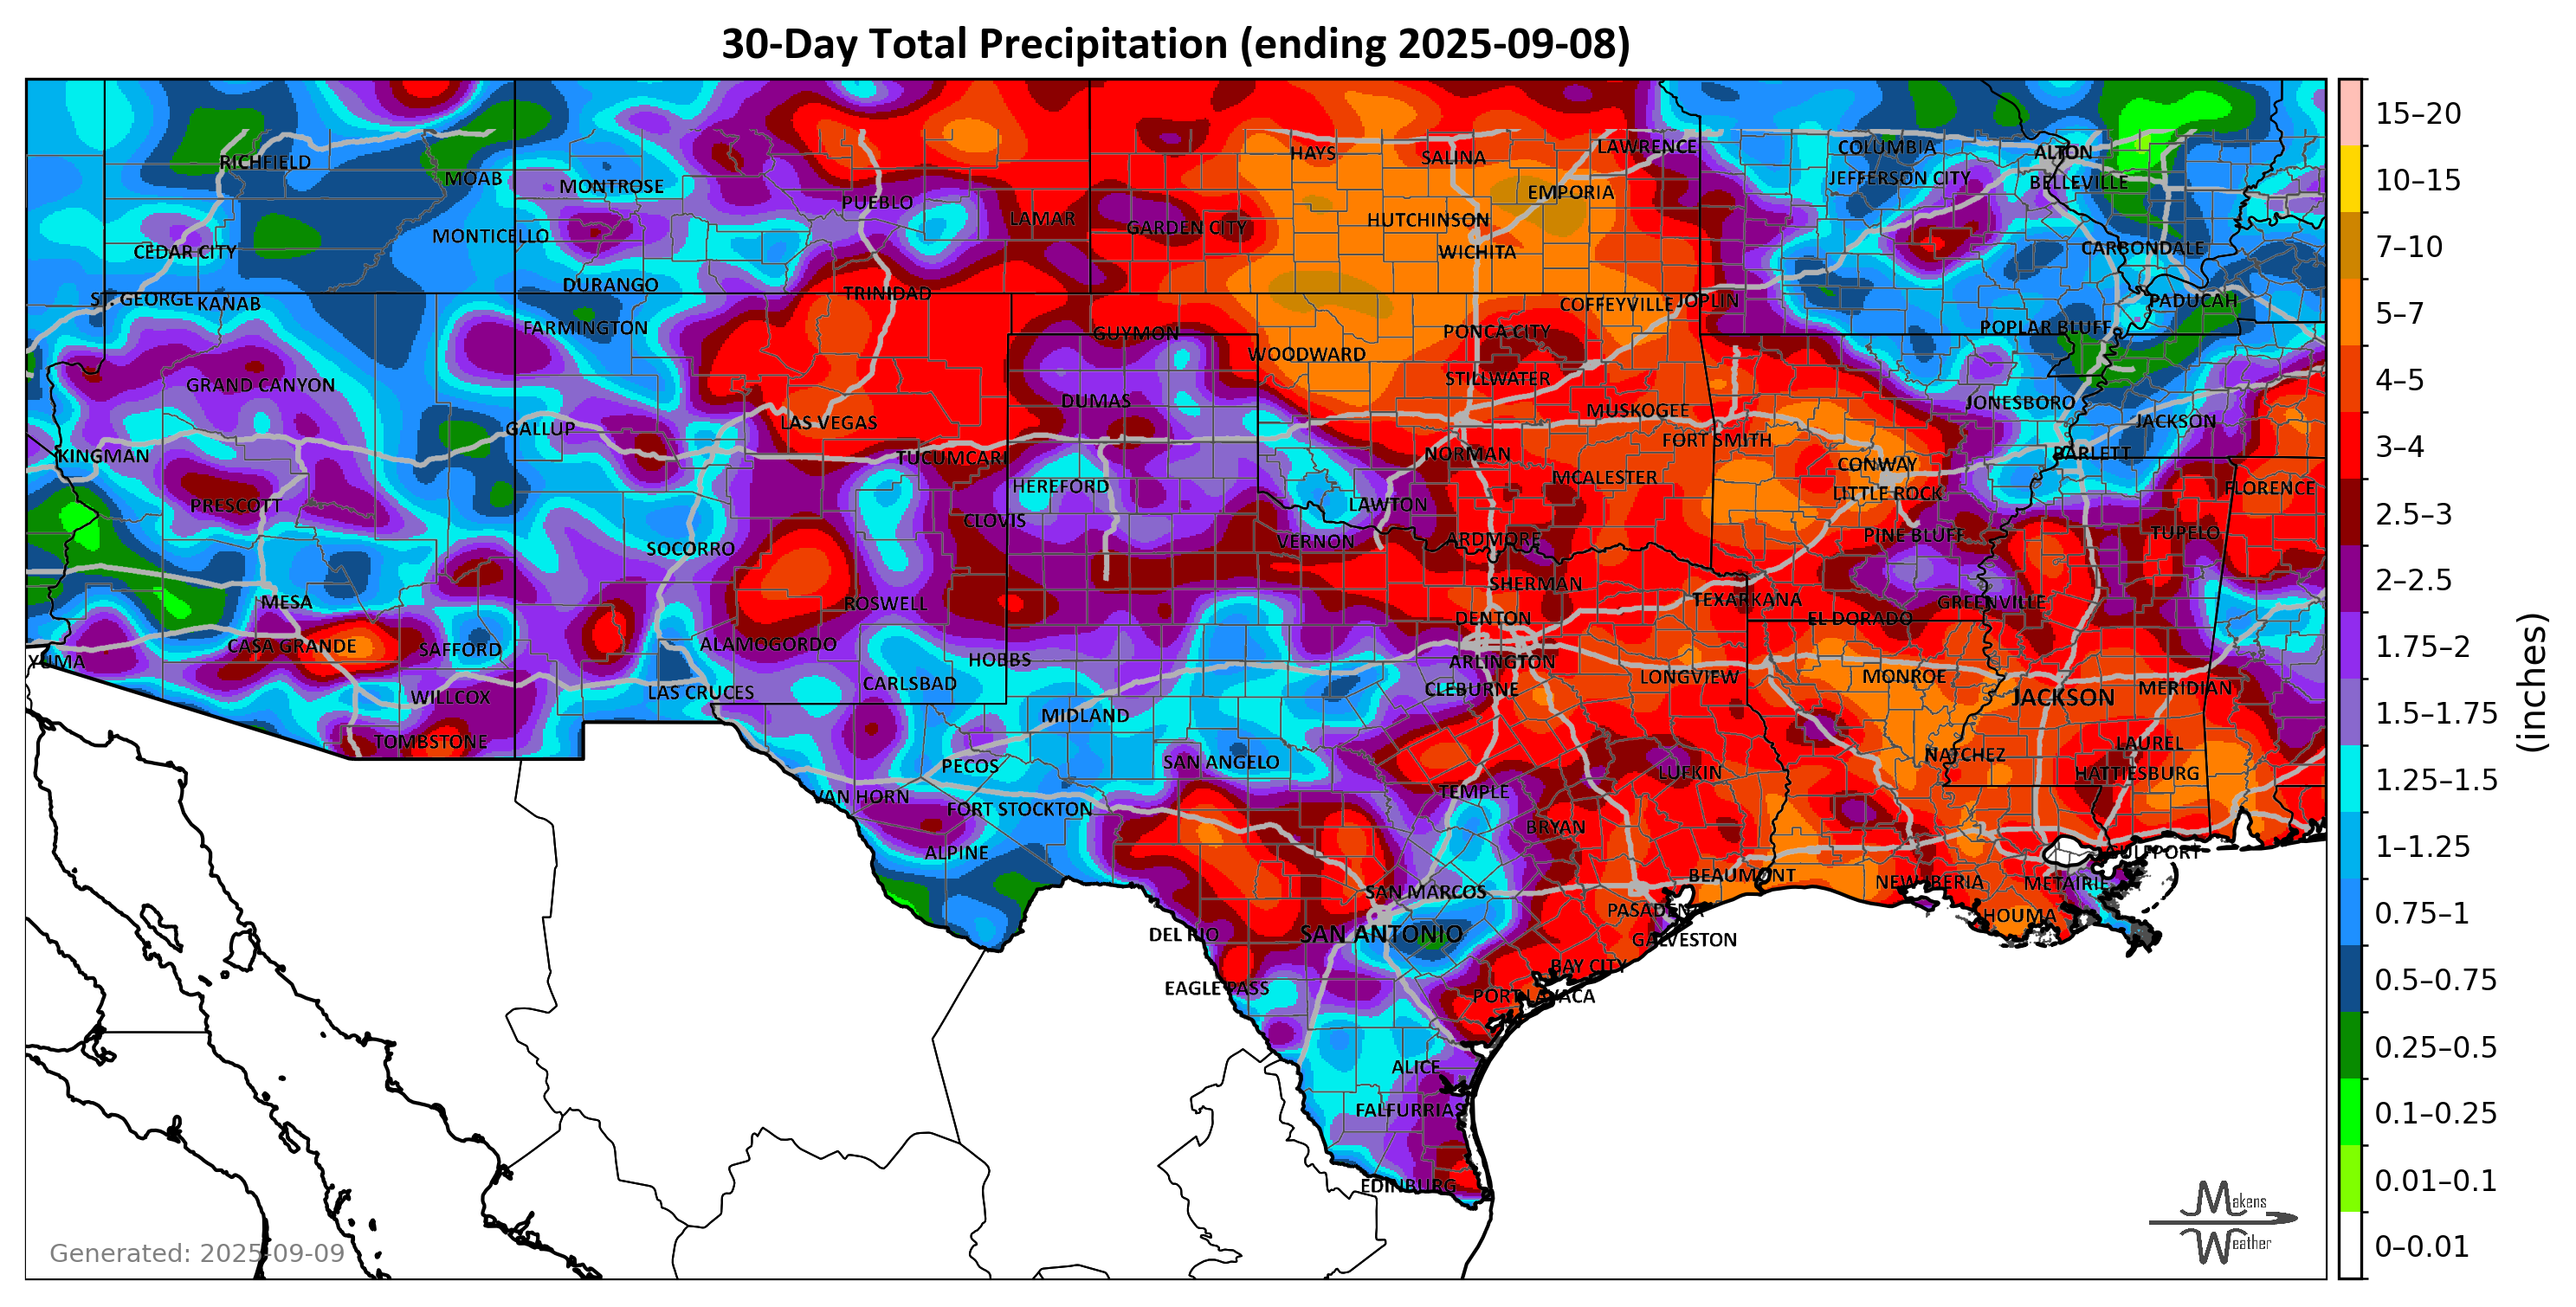 30-Day Total Precipitation (ending 2025-09-08)
RICHFIELD
MOAB
MONTROSE
PUEBLO
LAMAR
GARDEN CITY
HAYS
SALINA
LAWRENCE
EMPORIA
HUTCHINSON
WICHITA
COLUMBIA
JEFFERSON CITY
ALTON
BELLEVILLE
CARBONDALE
CEDAR CITY
MONTICELLO
DURANGO
TRINIDAD
ST. GEORGE
KANAB
FARMINGTON
GUYMON
WOODWARD
PONCA CITY
COFFEYVILLE
JOPLIN
POPLAR BLUFF
PADUCAH
GRAND CANYON
DUMAS
STILLWATER
MUSKOGEE
JONESBORO
JACKSON
KINGMAN
GALLUP
LAS VEGAS
TUCUMCARI
NORMAN
FORT SMITH
CONWAY
BARLETT
PRESCOTT
HEREFORD
LAWTON
MCALESTER
LITTLE ROCK
FLORENCE
SOCORRO
CLOVIS
VERNON
ARDMORE
PINE BLUFF
TUPELO
MESA
ROSWELL
SHERMAN
DENTON
TEXARKANA
EL DORADO
GREENVILLE
YUMA
CASA GRANDE
SAFFORD
ALAMOGORDO
HOBBS
ARLINGTON
WILLCOX
LAS CRUCES
CARLSBAD
CLEBURNE
LONGVIEW
MONROE
JACKSON
MERIDIAN
TOMBSTONE
MIDLAND
PECOS
SAN ANGELO
LUFKIN
NATCHEZ
LAUREL
HATTIESBURG
VAN HORN
FORT STOCKTON
TEMPLE
BRYAN
ALPINE
GULFPORT
SAN MARCOS
BEAUMONT
NEW IBERIA
METAIRIE
DEL RIO
SAN ANTONIO
PASADENA
GALVESTON
HOUMA
EAGLE PASS
BAY CITY
PORT LAVACA
ALICE
FALFURRIAS
EDINBURG
15–20
10–15
7–10
5–7
4–5
3–4
2.5–3
2–2.5
1.75–2
1.5–1.75
1.25–1.5
1–1.25
0.75–1
0.5–0.75
0.25–0.5
0.1–0.25
0.01–0.1
0–0.01
(inches)
Generated: 2025-09-09
Makens
Weather